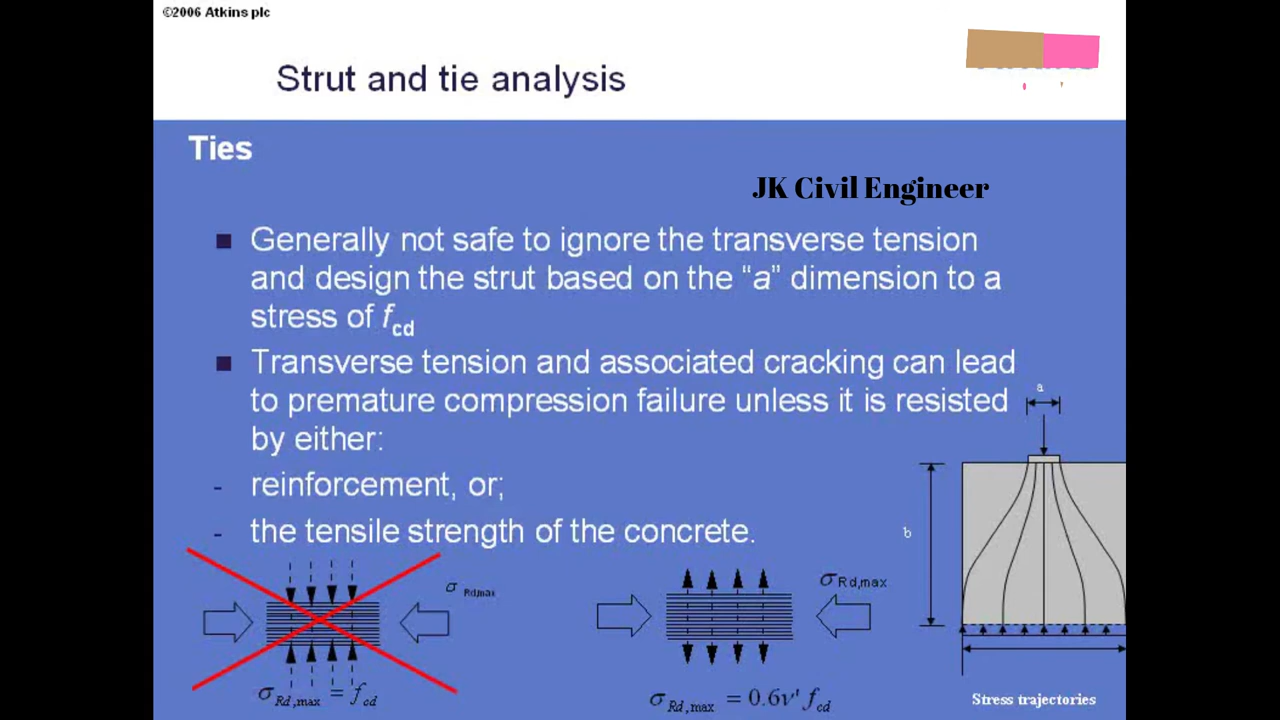 ©2006 Atkins plc
Strut and tie analysis
Ties
JK Civil Engineer
Generally not safe to ignore the transverse tension
and design the strut based on the “a” dimension to a
stress of fcd
Transverse tension and associated cracking can lead
to premature compression failure unless it is resisted
by either:
- reinforcement, or;
- the tensile strength of the concrete.
a
b
σ Rd,max
σRd,max
σRd,max = fcd
σRd,max = 0.6ν' fcd
Stress trajectories